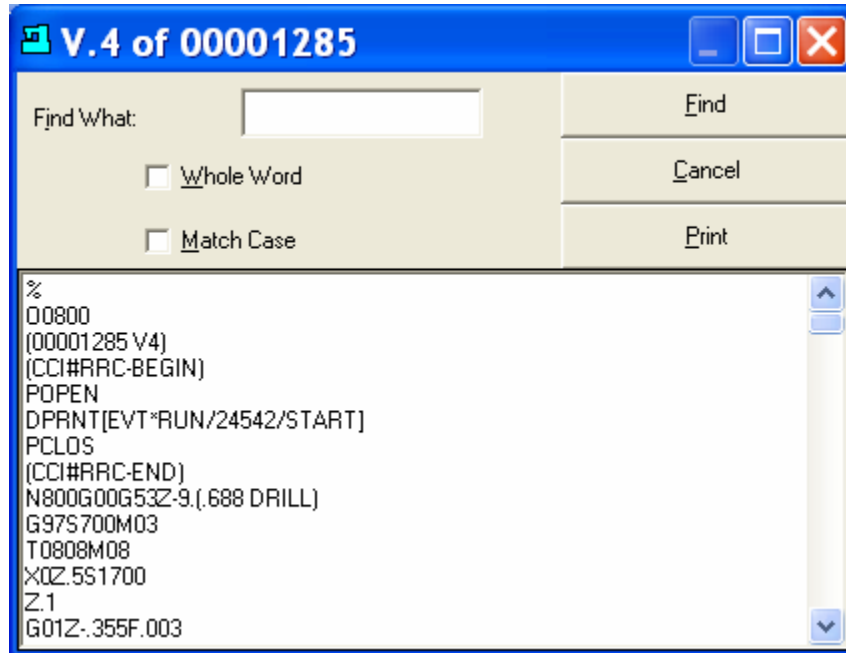 V.4 of 00001285
Find What:
Find
Whole Word
Cancel
Match Case
Print
%
O0800
(00001285 V4)
(CCI#RRC-BEGIN)
POPEN
DPRNT[EVT*RUN/24542/START]
PCLOS
(CCI#RRC-END)
N800G00G53Z-9.(.688 DRILL)
G97S700M03
T0808M08
X0Z.5S1700
Z.1
G01Z-.355F.003